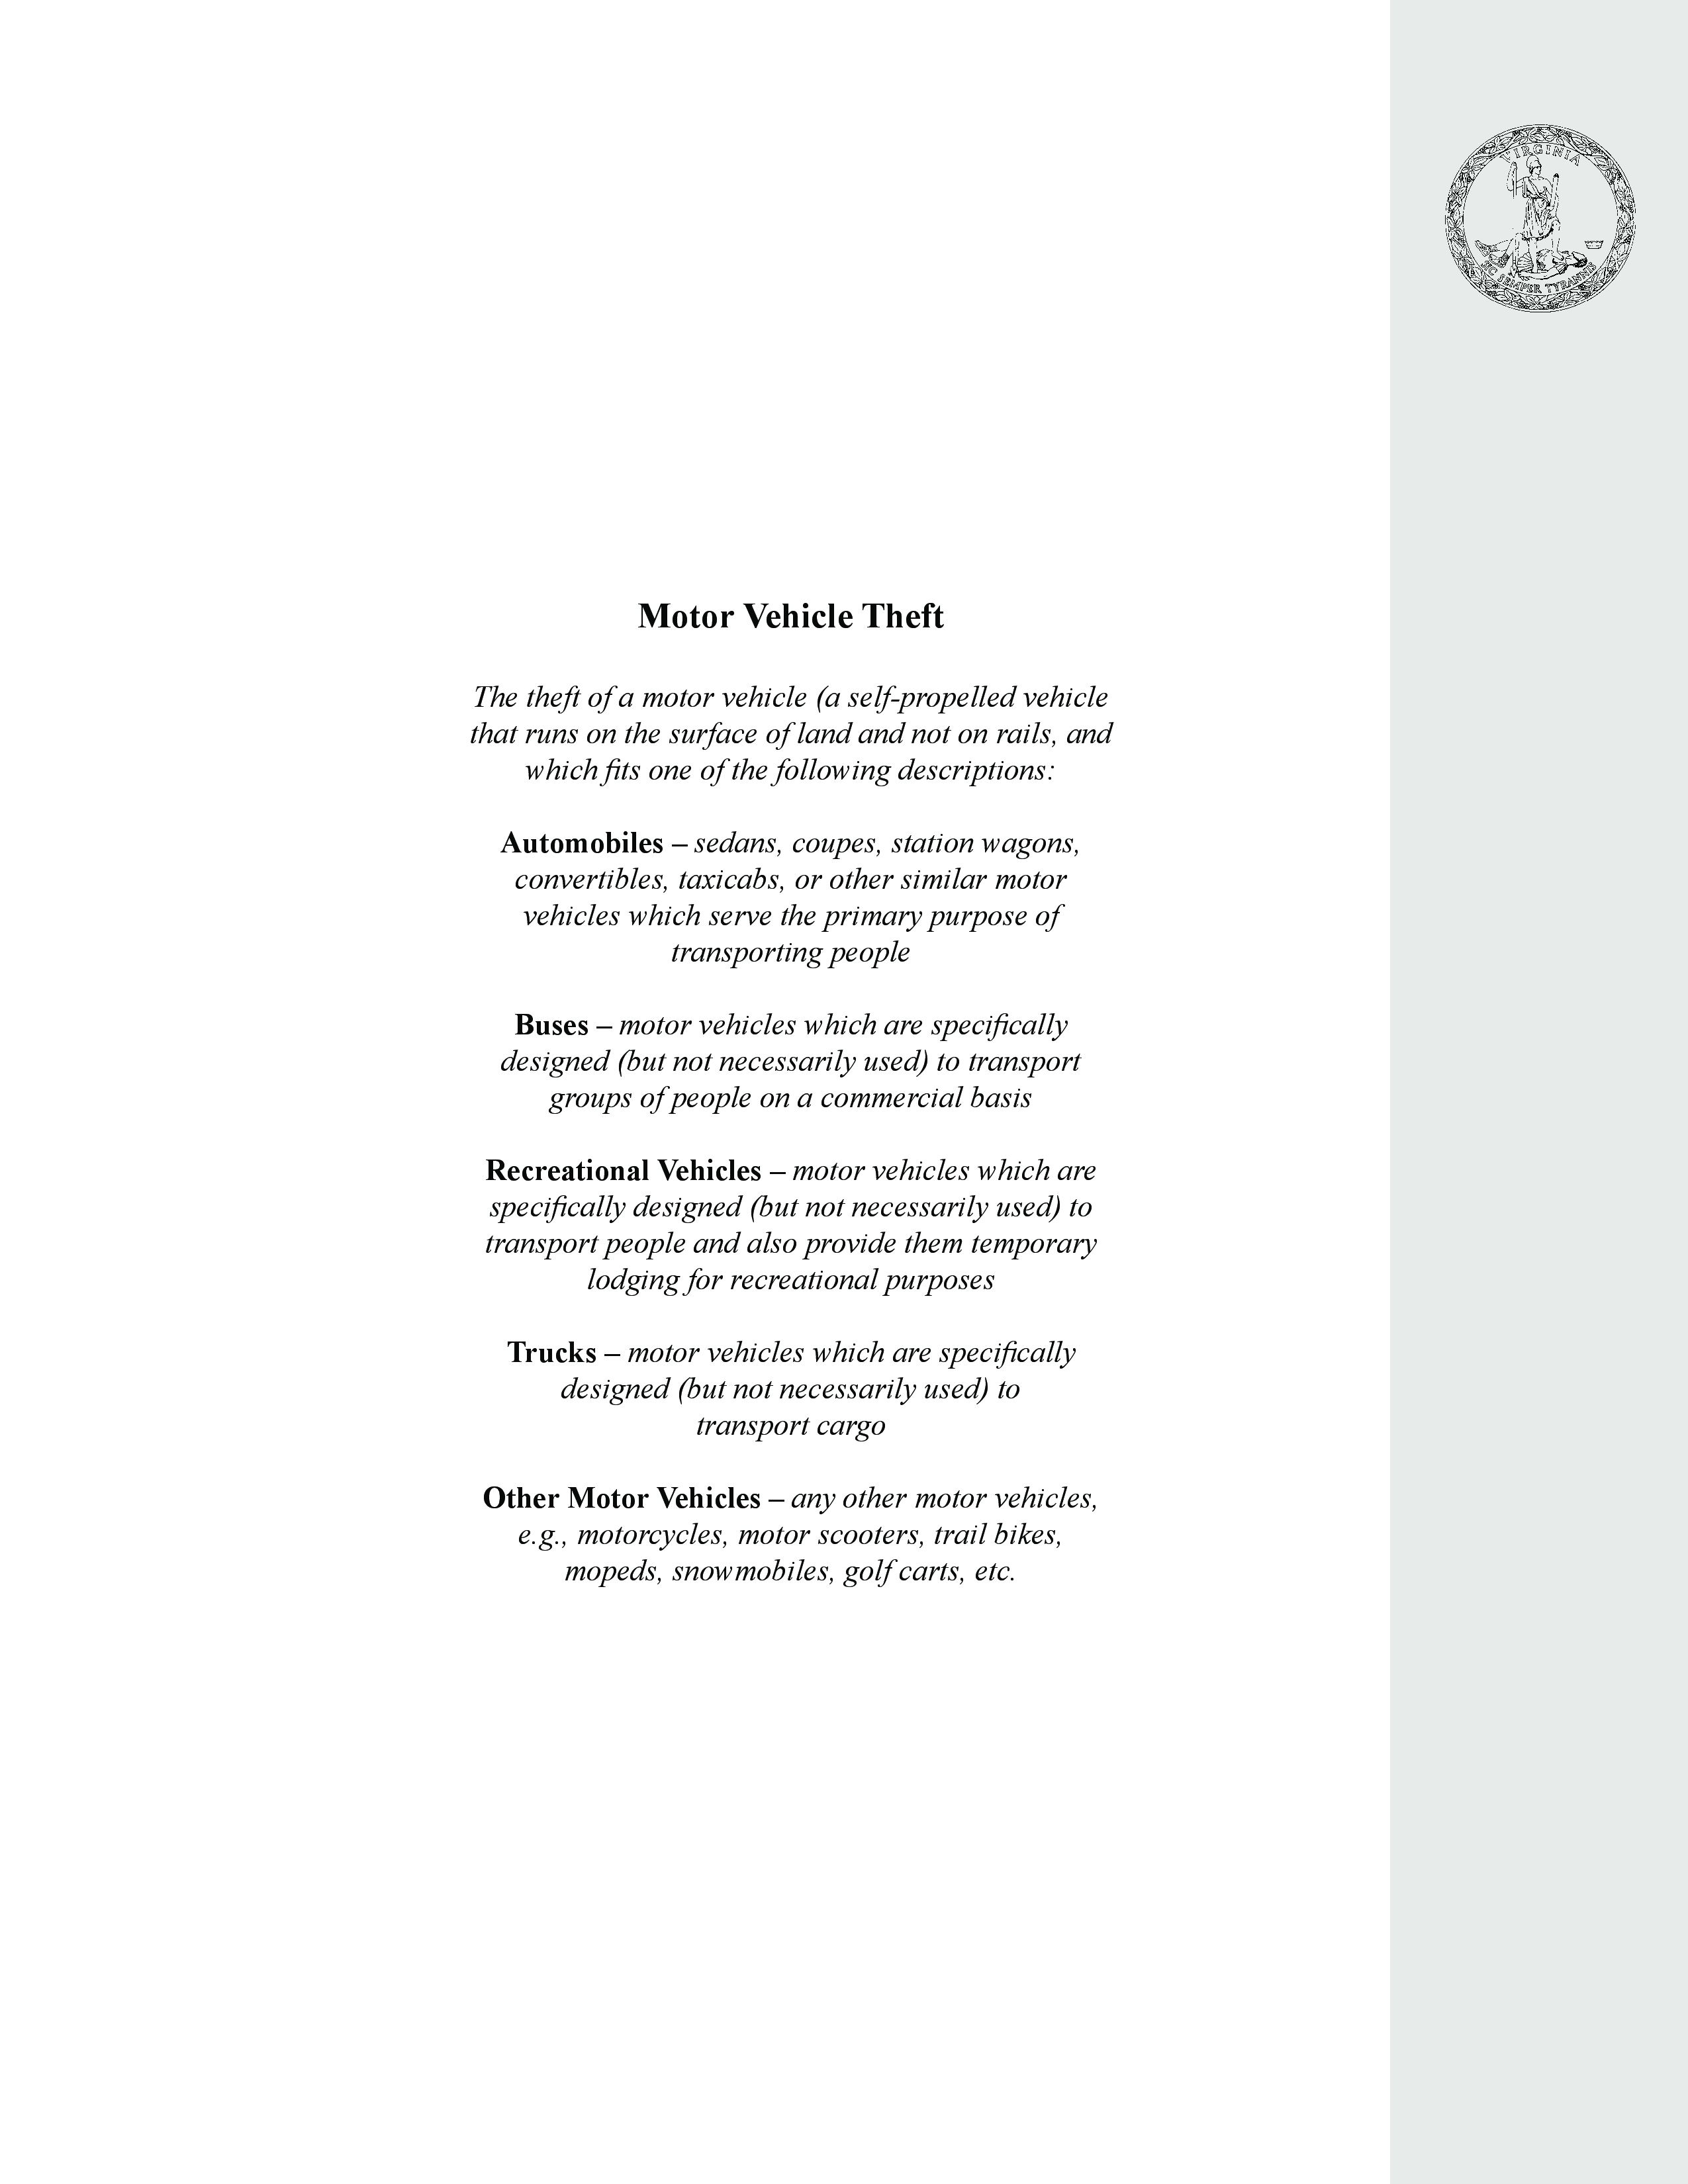 VIRGINIA
SIC SEMPER TYRANNIS
Motor Vehicle Theft
The theft of a motor vehicle (a self-propelled vehicle
that runs on the surface of land and not on rails, and
which fits one of the following descriptions:
Automobiles – sedans, coupes, station wagons,
convertibles, taxicabs, or other similar motor
vehicles which serve the primary purpose of
transporting people
Buses – motor vehicles which are specifically
designed (but not necessarily used) to transport
groups of people on a commercial basis
Recreational Vehicles – motor vehicles which are
specifically designed (but not necessarily used) to
transport people and also provide them temporary
lodging for recreational purposes
Trucks – motor vehicles which are specifically
designed (but not necessarily used) to
transport cargo
Other Motor Vehicles – any other motor vehicles,
e.g., motorcycles, motor scooters, trail bikes,
mopeds, snowmobiles, golf carts, etc.